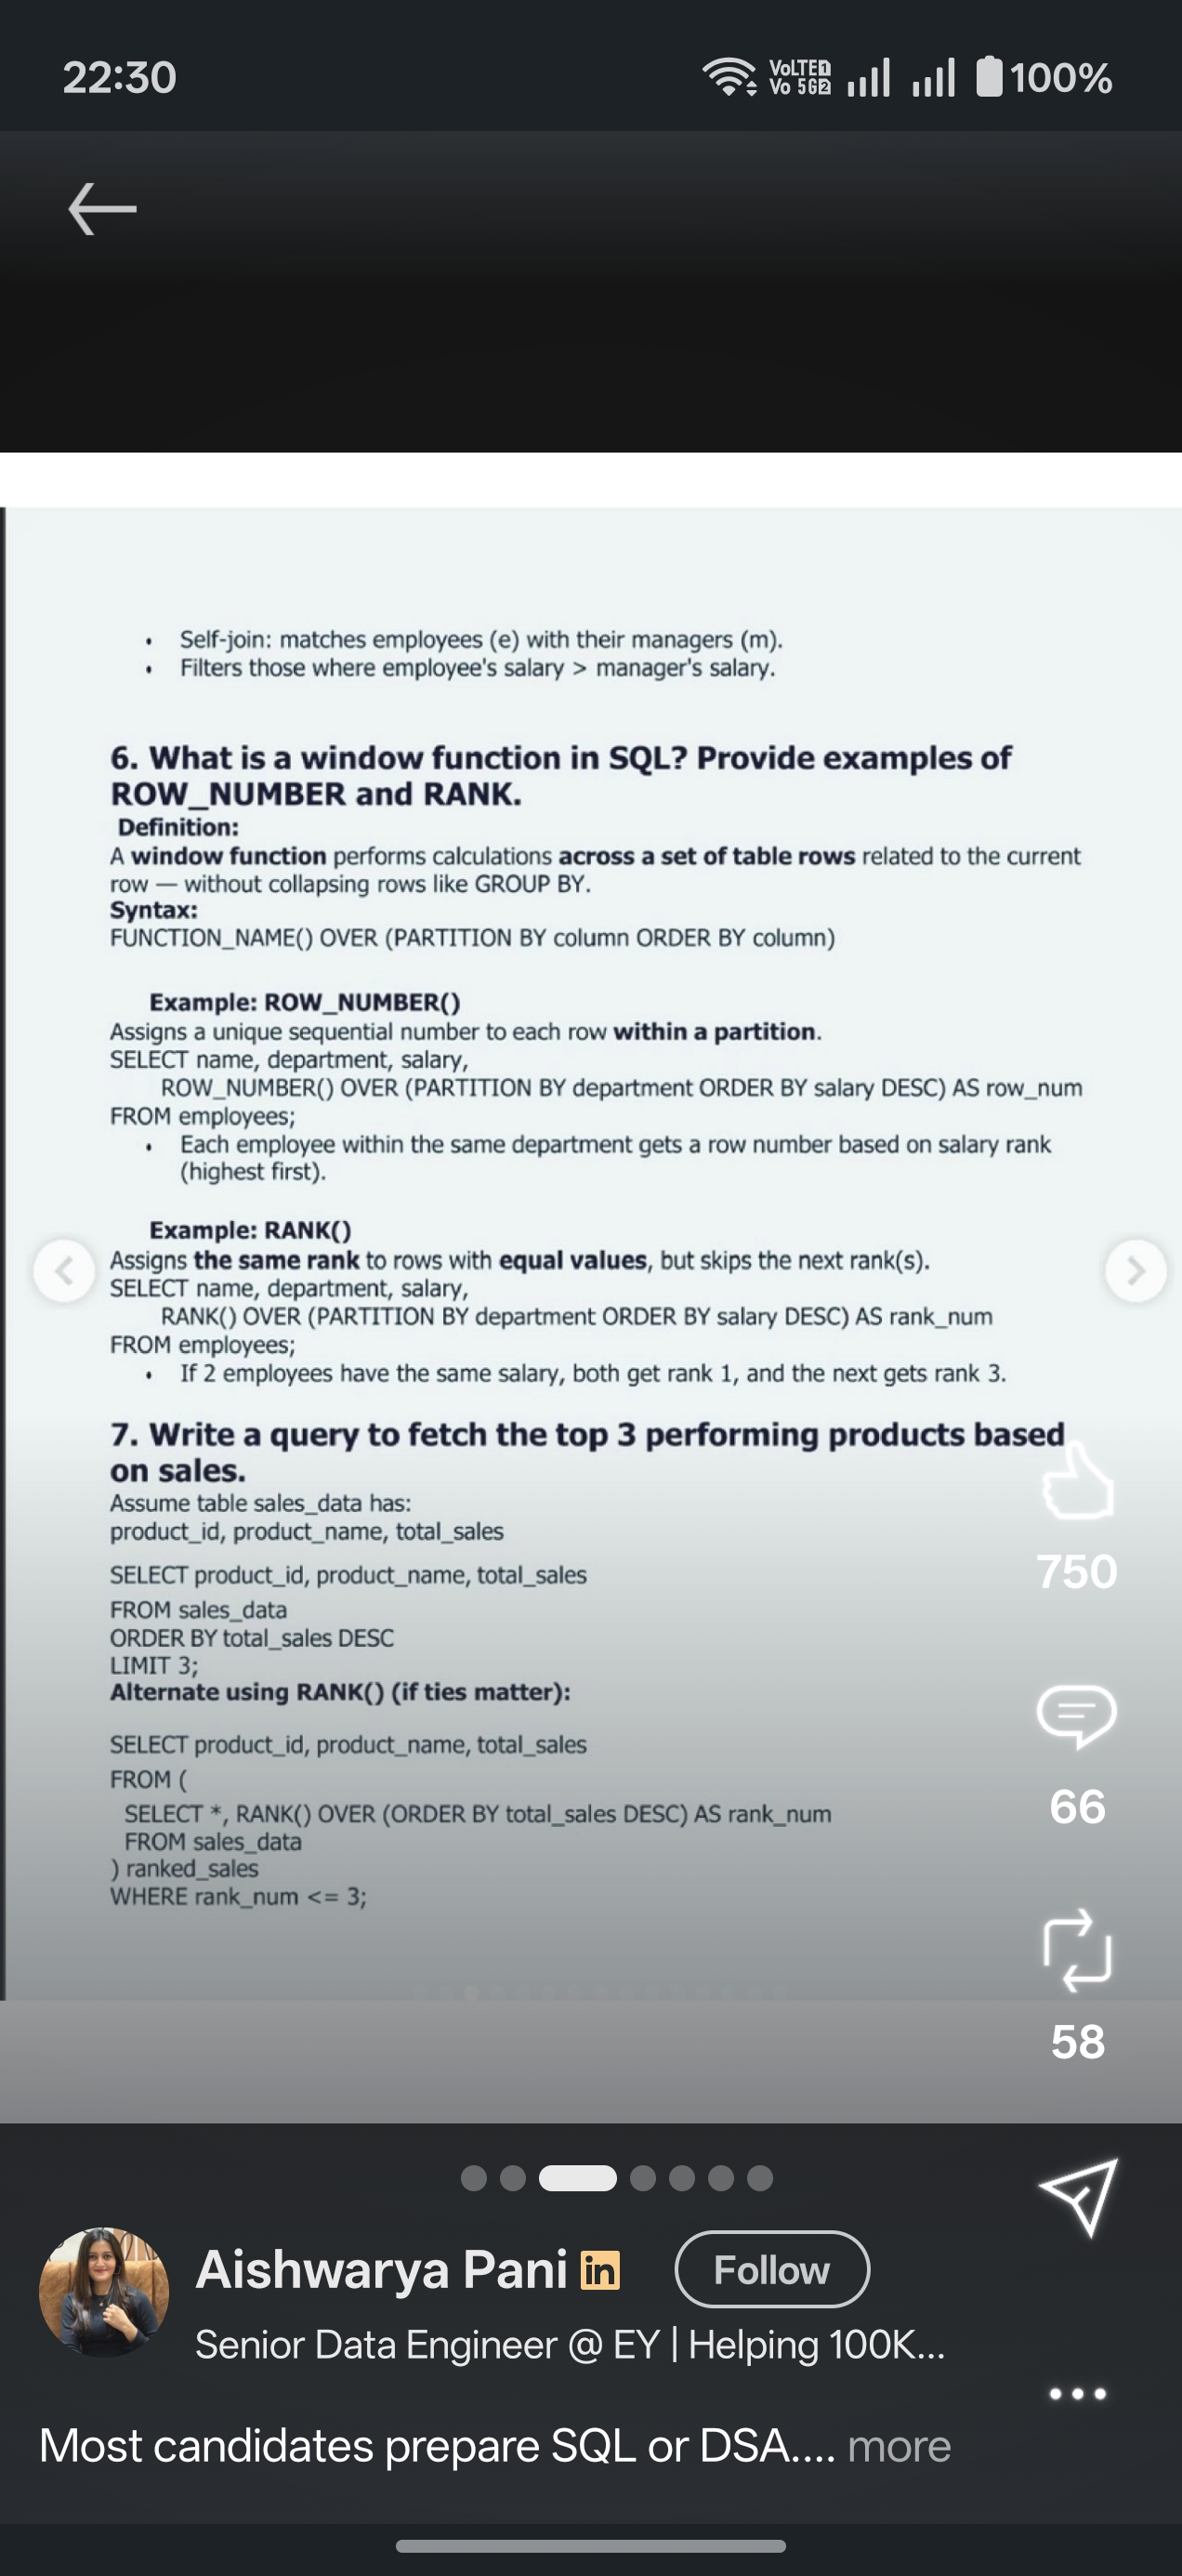 22:30
VoLTE1
Vo 5G2
100%
• Self-join: matches employees (e) with their managers (m).
• Filters those where employee's salary > manager's salary.
6. What is a window function in SQL? Provide examples of
ROW_NUMBER and RANK.
Definition:
A window function performs calculations across a set of table rows related to the current
row — without collapsing rows like GROUP BY.
Syntax:
FUNCTION_NAME() OVER (PARTITION BY column ORDER BY column)
Example: ROW_NUMBER()
Assigns a unique sequential number to each row within a partition.
SELECT name, department, salary,
ROW_NUMBER() OVER (PARTITION BY department ORDER BY salary DESC) AS row_num
FROM employees;
• Each employee within the same department gets a row number based on salary rank
(highest first).
Example: RANK()
Assigns the same rank to rows with equal values, but skips the next rank(s).
SELECT name, department, salary,
RANK() OVER (PARTITION BY department ORDER BY salary DESC) AS rank_num
FROM employees;
• If 2 employees have the same salary, both get rank 1, and the next gets rank 3.
7. Write a query to fetch the top 3 performing products based
on sales.
Assume table sales_data has:
product_id, product_name, total_sales
SELECT product_id, product_name, total_sales
FROM sales_data
ORDER BY total_sales DESC
LIMIT 3;
Alternate using RANK() (if ties matter):
SELECT product_id, product_name, total_sales
FROM (
SELECT *, RANK() OVER (ORDER BY total_sales DESC) AS rank_num
FROM sales_data
) ranked_sales
WHERE rank_num <= 3;
750
66
58
Aishwarya Pani in
Follow
Senior Data Engineer @ EY | Helping 100K...
Most candidates prepare SQL or DSA.... more